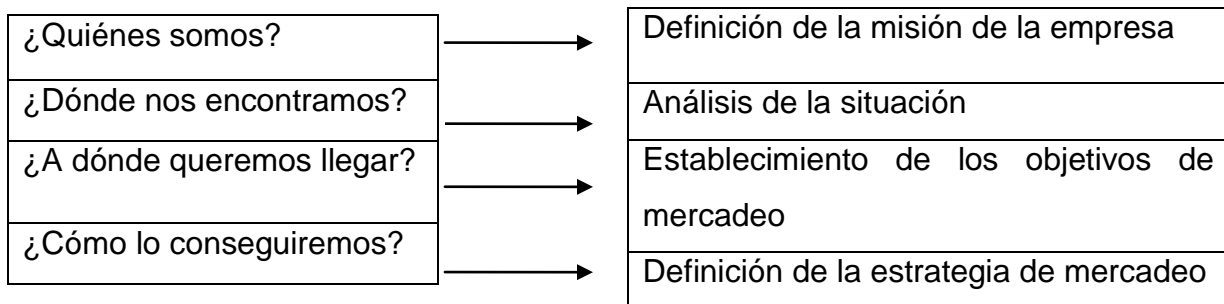 ¿Quiénes somos?
Definición de la misión de la empresa
¿Dónde nos encontramos?
Análisis de la situación
¿A dónde queremos llegar?
Establecimiento de los objetivos de
mercadeo
¿Cómo lo conseguiremos?
Definición de la estrategia de mercadeo